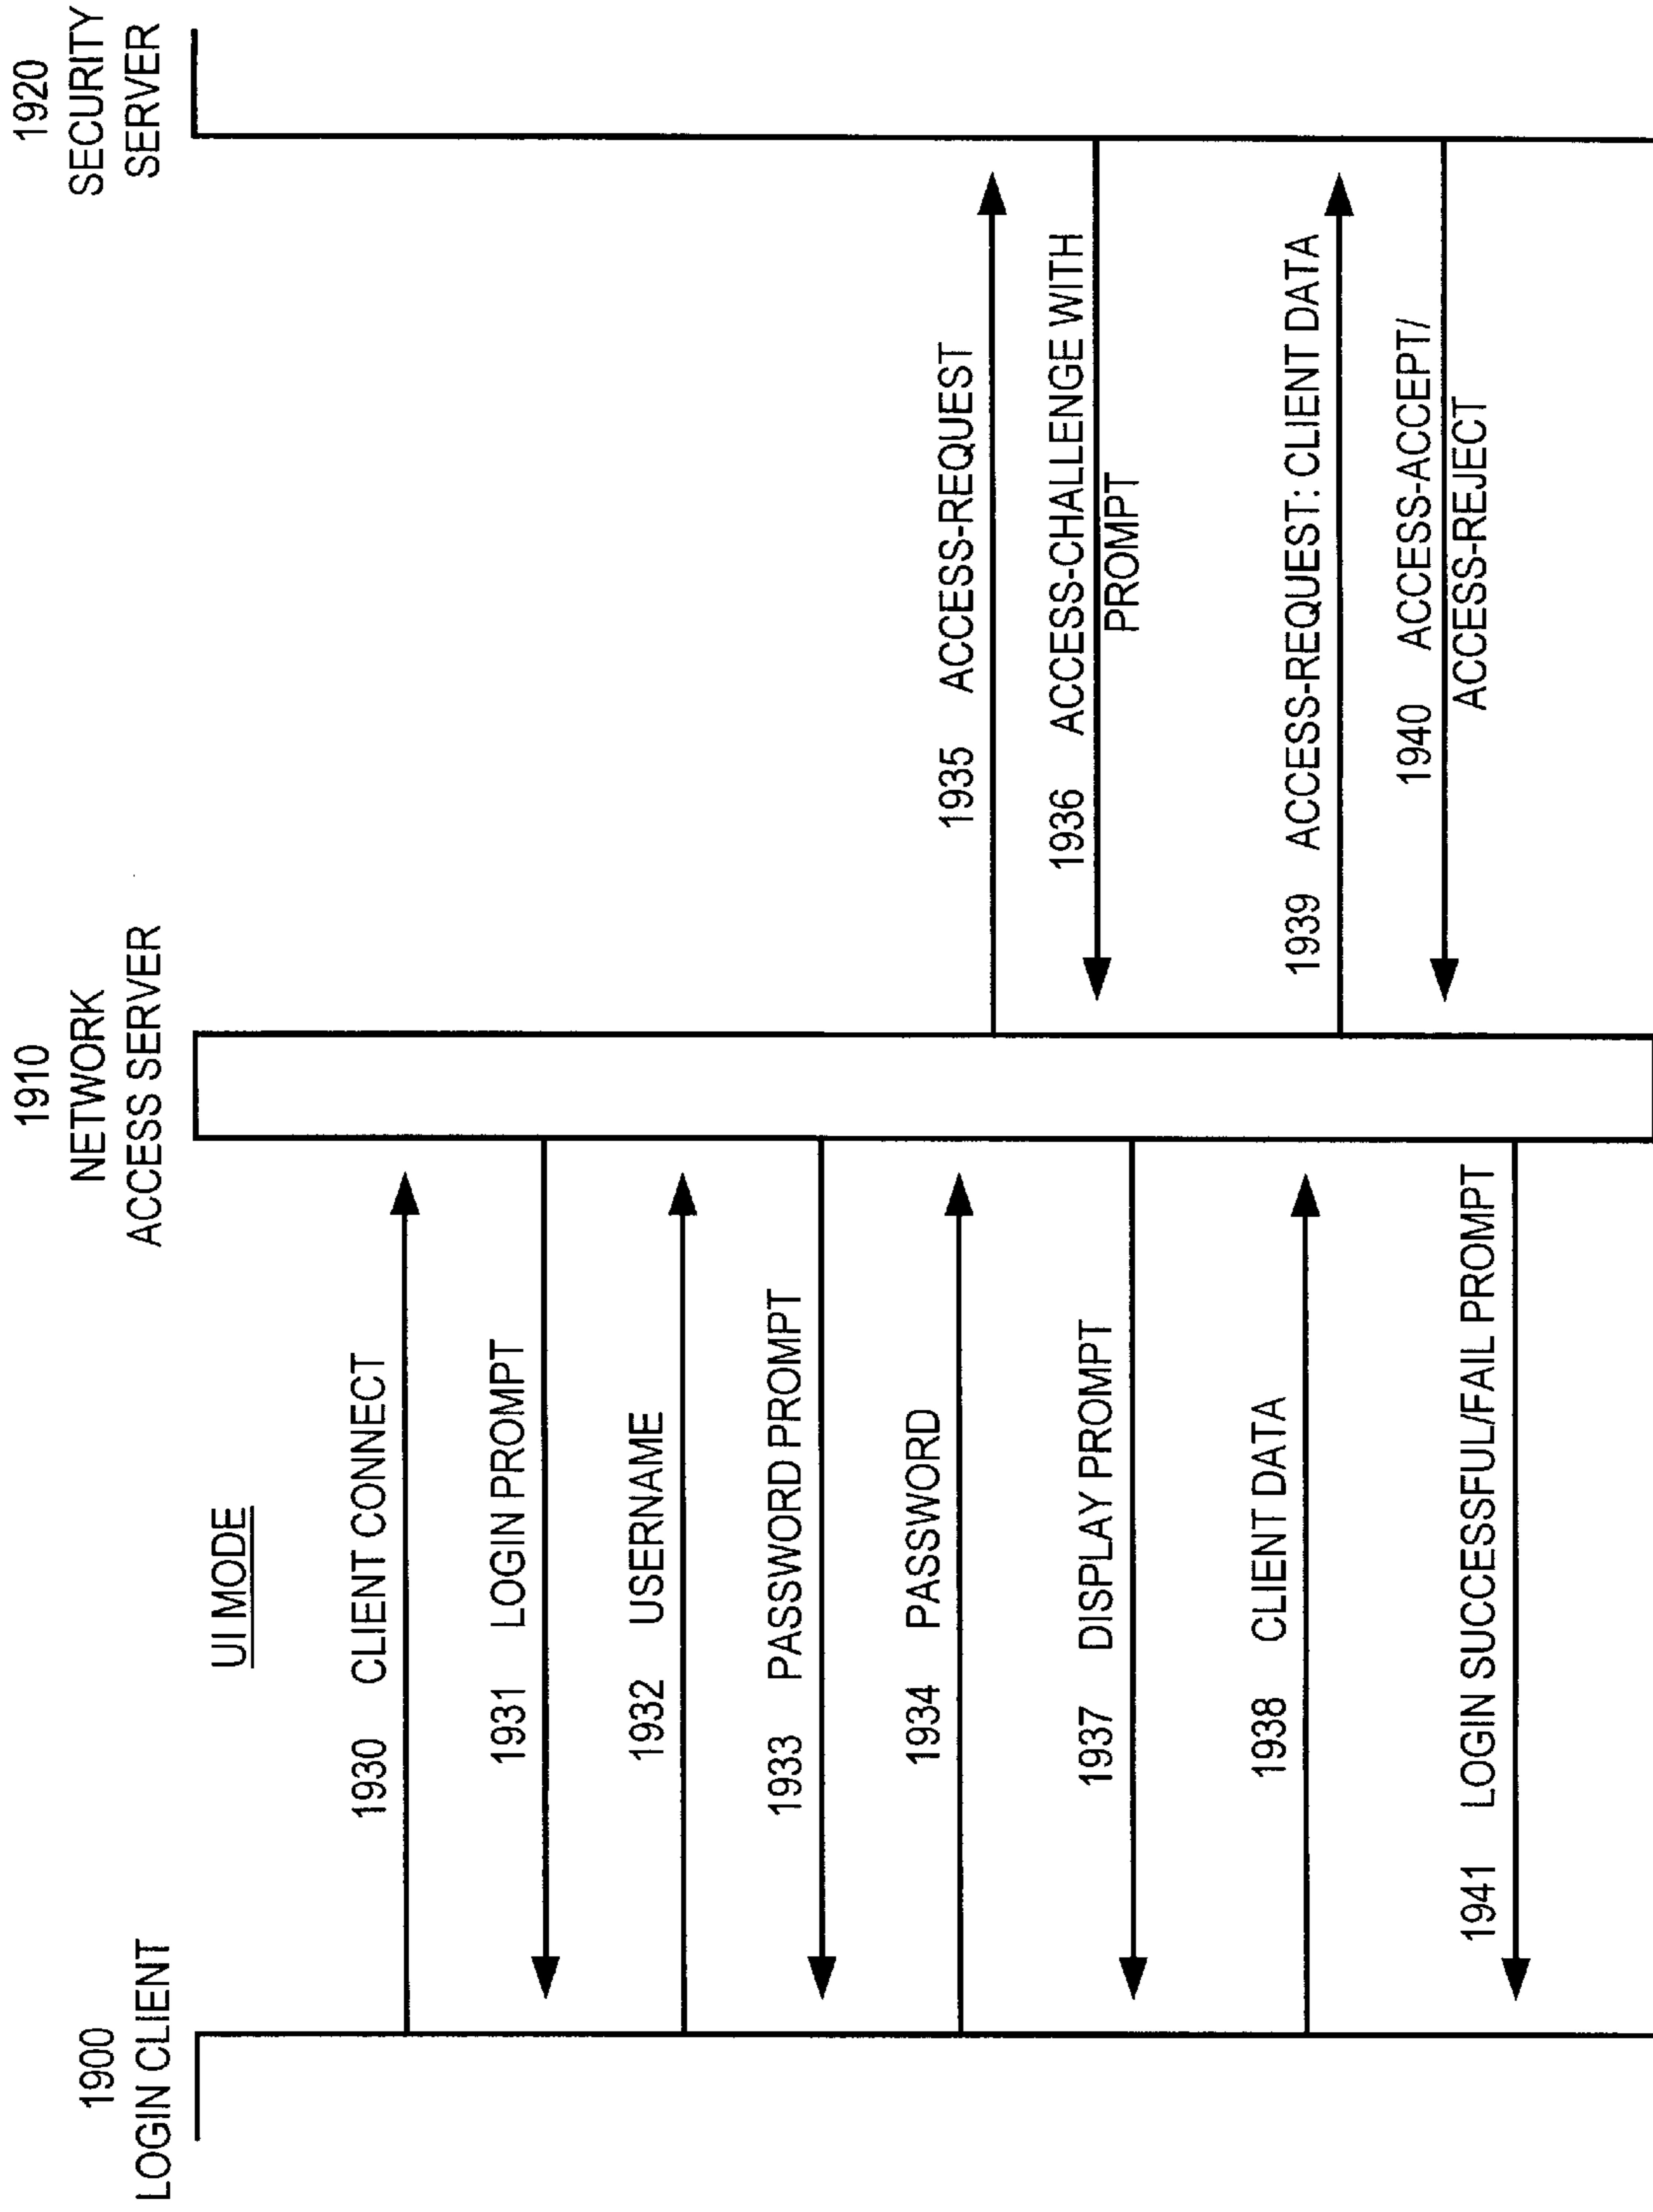 1900
LOGIN CLIENT
1910
NETWORK
ACCESS SERVER
1920
SECURITY
SERVER
UI MODE
1930 CLIENT CONNECT
1931 LOGIN PROMPT
1932 USERNAME
1933 PASSWORD PROMPT
1934 PASSWORD
1935 ACCESS-REQUEST
1936 ACCESS-CHALLENGE WITH
PROMPT
1937 DISPLAY PROMPT
1938 CLIENT DATA
1939 ACCESS-REQUEST: CLIENT DATA
1940 ACCESS-ACCEPT/
ACCESS-REJECT
1941 LOGIN SUCCESSFUL/FAIL PROMPT